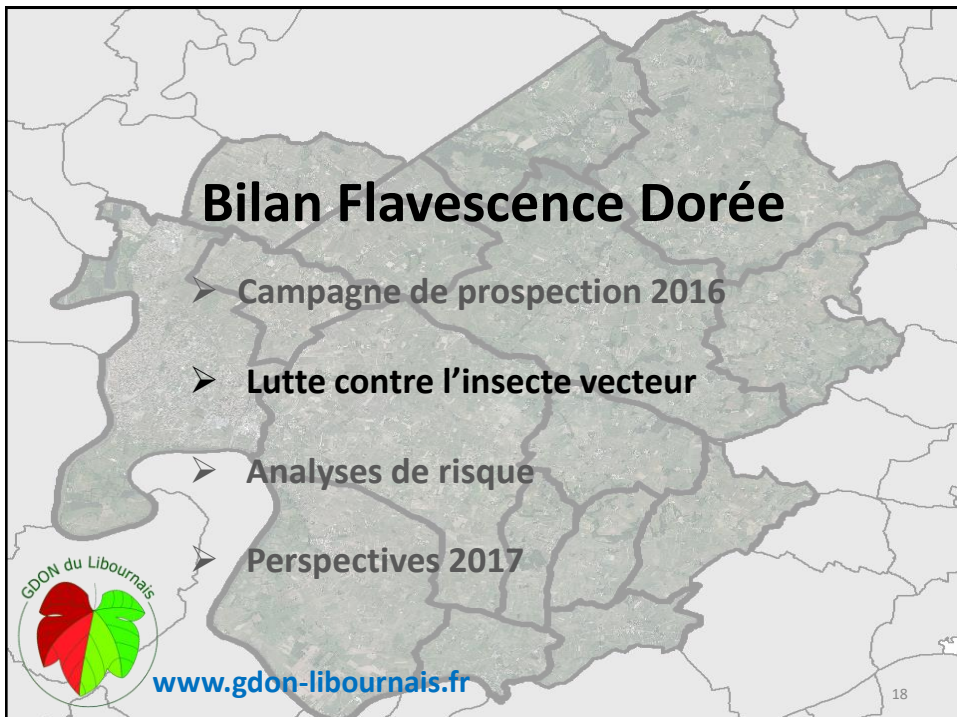 Bilan Flavescence Dorée
➢ Campagne de prospection 2016
➢ Lutte contre l’insecte vecteur
➢ Analyses de risque
➢ Perspectives 2017
GDON du Libournais
www.gdon-libournais.fr
18